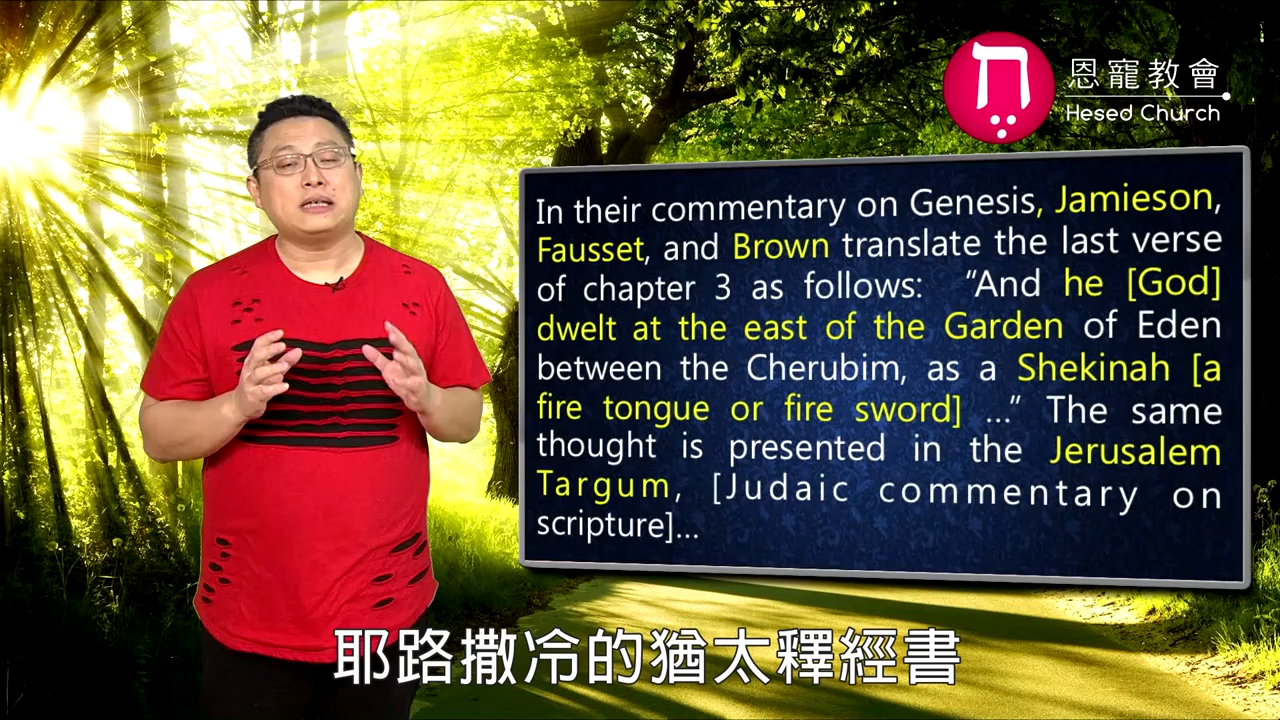 ת
恩寵教會
Hesed Church
In their commentary on Genesis, Jamieson,
Fausset, and Brown translate the last verse
of chapter 3 as follows: “And he [God]
dwelt at the east of the Garden of Eden
between the Cherubim, as a Shekinah [a
fire tongue or fire sword] ...” The same
thought is presented in the Jerusalem
Targum, [Judaic commentary on
scripture]...
耶路撒冷的猶太釋經書